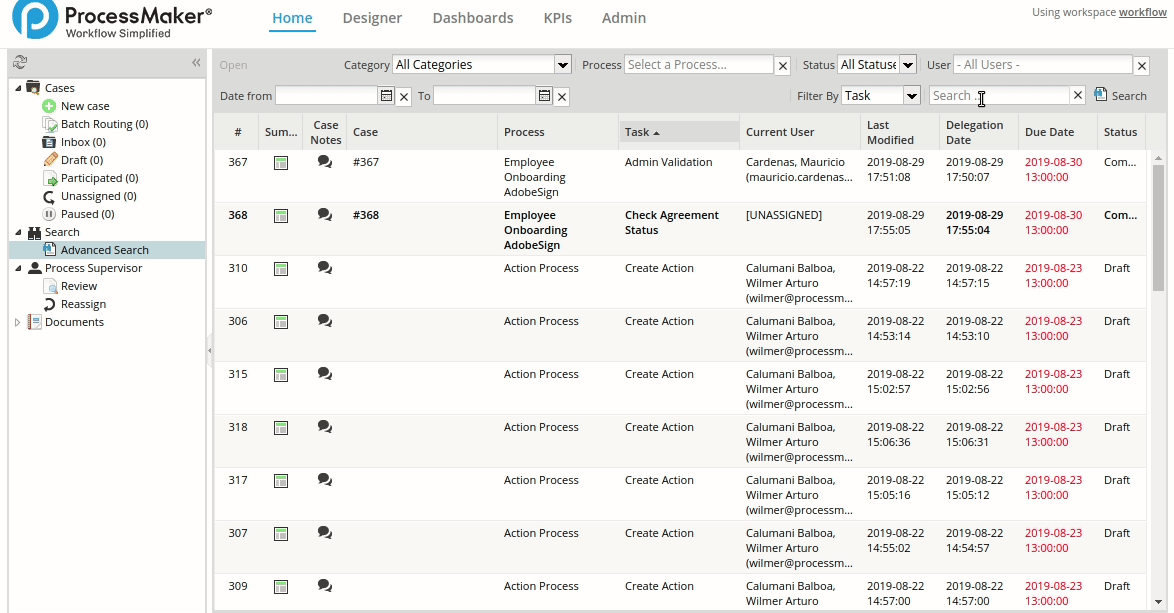 ProcessMaker®
Workflow Simplified
Home Designer Dashboards KPIs Admin
Using workspace workflow
Cases
New case
Batch Routing (0)
Inbox (0)
Draft (0)
Participated (0)
Unassigned (0)
Paused (0)
Search
Advanced Search
Process Supervisor
Review
Reassign
Documents
Open Category All Categories Process Select a Process... Status All Statuse User - All Users -
Date from To Filter By Task Search ... Search
# Sum... Case Notes Case Process Task Current User Last Modified Delegation Date Due Date Status
367 #367 Employee Admin Validation Cardenas, Mauricio 2019-08-29 2019-08-29 2019-08-30 Com...
Onboarding (mauricio.cardenas... 17:51:08 17:50:07 13:00:00
AdobeSign
368 #368 Employee Check Agreement [UNASSIGNED] 2019-08-29 2019-08-29 2019-08-30 Com...
Onboarding Status 17:55:05 17:55:04 13:00:00
AdobeSign
310 Action Process Create Action Calumani Balboa, 2019-08-22 2019-08-22 2019-08-23 Draft
Wilmer Arturo 14:57:19 14:57:15 13:00:00
(wilmer@processm...
306 Action Process Create Action Calumani Balboa, 2019-08-22 2019-08-22 2019-08-23 Draft
Wilmer Arturo 14:53:14 14:53:10 13:00:00
(wilmer@processm...
315 Action Process Create Action Calumani Balboa, 2019-08-22 2019-08-22 2019-08-23 Draft
Wilmer Arturo 15:02:57 15:02:56 13:00:00
(wilmer@processm...
318 Action Process Create Action Calumani Balboa, 2019-08-22 2019-08-22 2019-08-23 Draft
Wilmer Arturo 15:06:36 15:06:31 13:00:00
(wilmer@processm...
317 Action Process Create Action Calumani Balboa, 2019-08-22 2019-08-22 2019-08-23 Draft
Wilmer Arturo 15:05:16 15:05:12 13:00:00
(wilmer@processm...
307 Action Process Create Action Calumani Balboa, 2019-08-22 2019-08-22 2019-08-23 Draft
Wilmer Arturo 14:55:02 14:54:57 13:00:00
(wilmer@processm...
309 Action Process Create Action Calumani Balboa, 2019-08-22 2019-08-22 2019-08-23 Draft
Wilmer Arturo 14:57:00 14:57:00 13:00:00